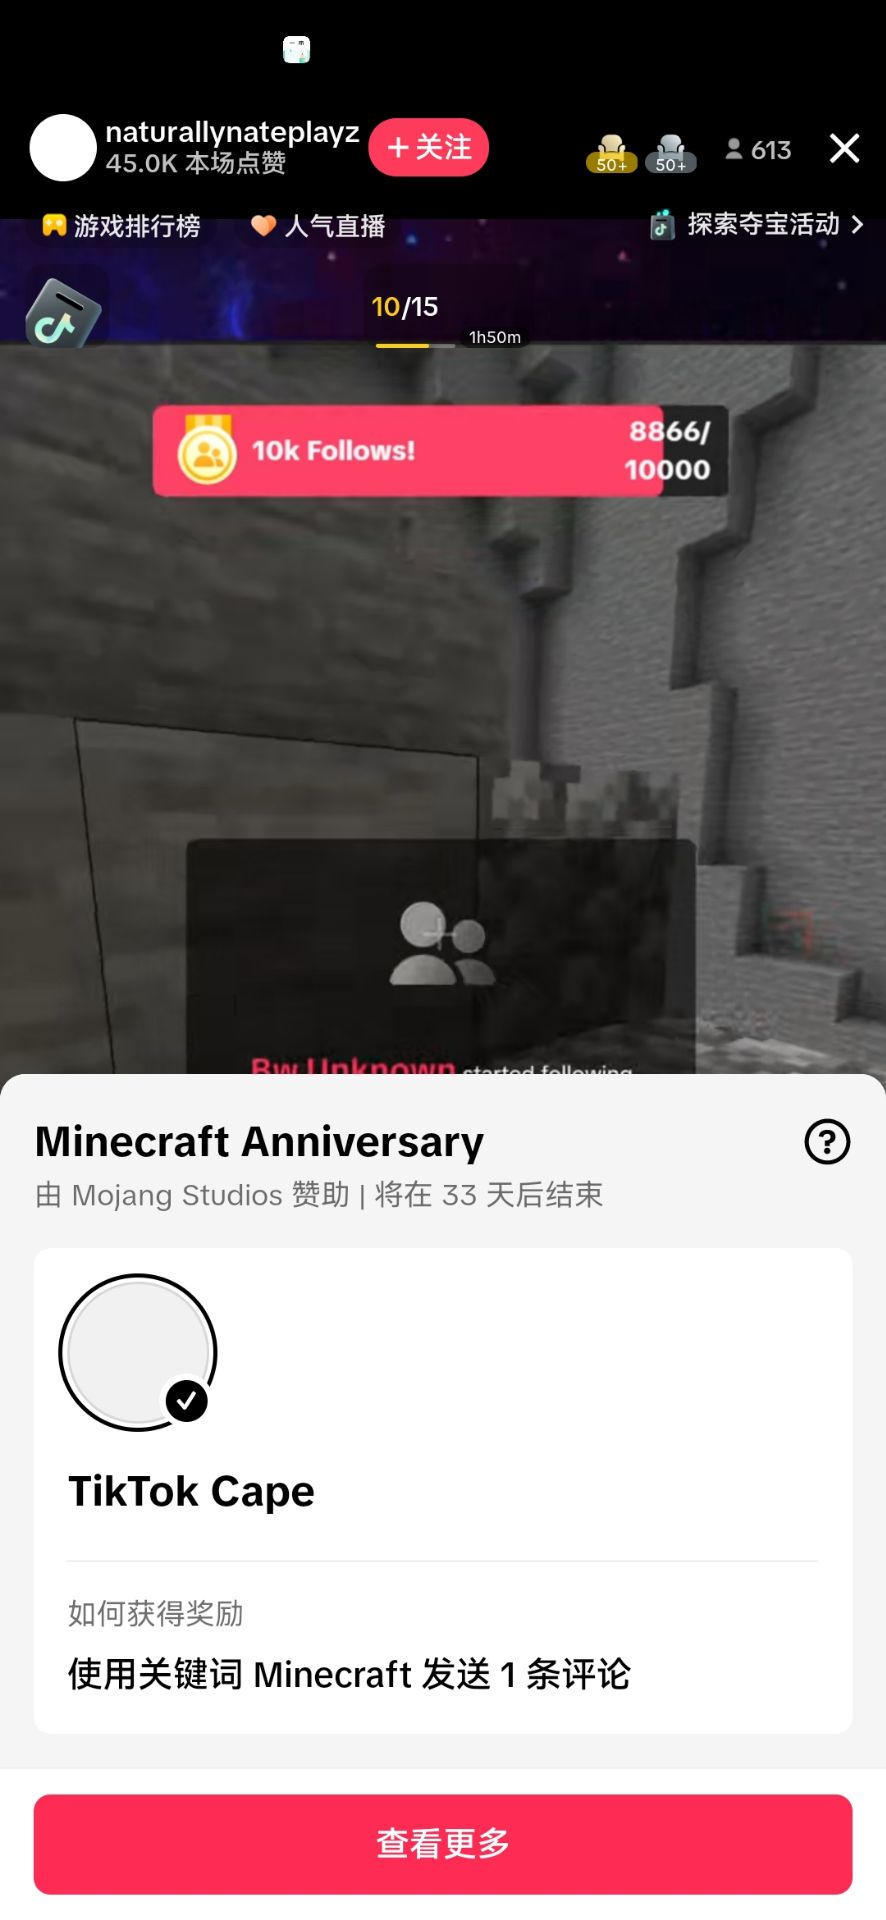 naturallynateplayz
45.0K 本场点赞
+ 关注
50+
50+
613
游戏排行榜
人气直播
探索夺宝活动
10/15
1h50m
10k Follows!
8866/
10000
Bw Unknown started following
Minecraft Anniversary
由 Mojang Studios 赞助 | 将在 33 天后结束
TikTok Cape
如何获得奖励
使用关键词 Minecraft 发送 1 条评论
查看更多